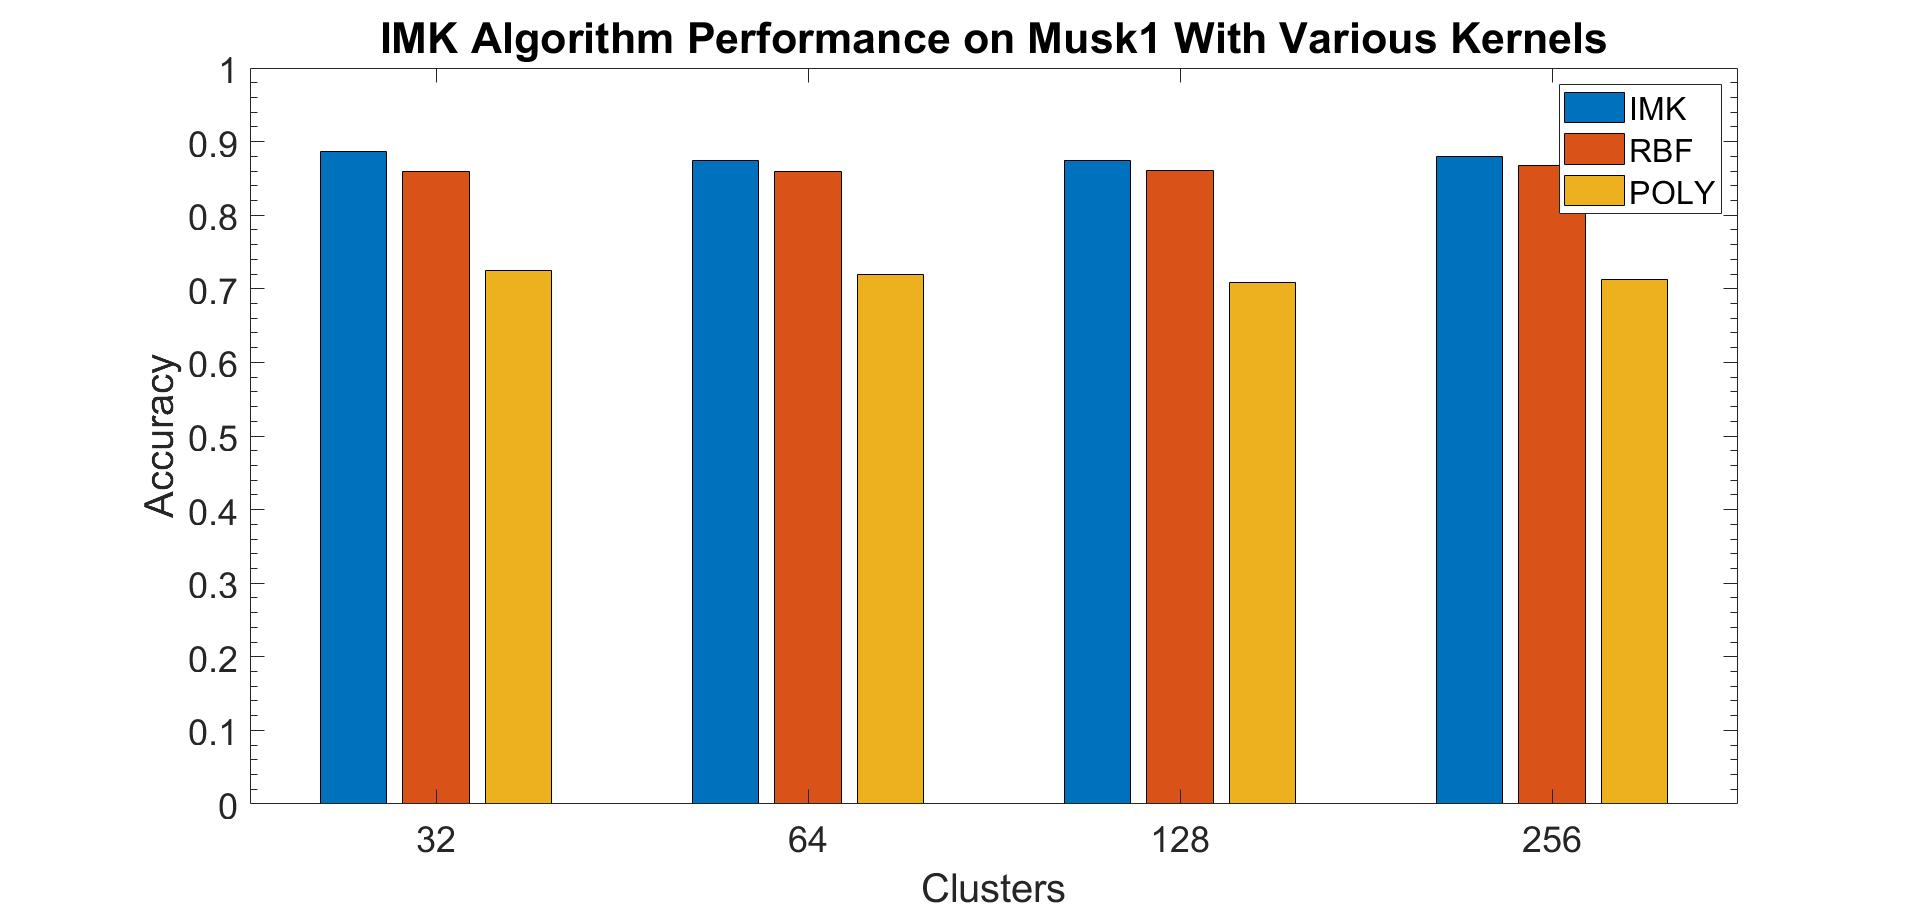 IMK Algorithm Performance on Musk1 With Various Kernels
1
0.9
0.8
0.7
0.6
0.5
0.4
0.3
0.2
0.1
0
Accuracy
IMK
RBF
POLY
32 64 128 256
Clusters